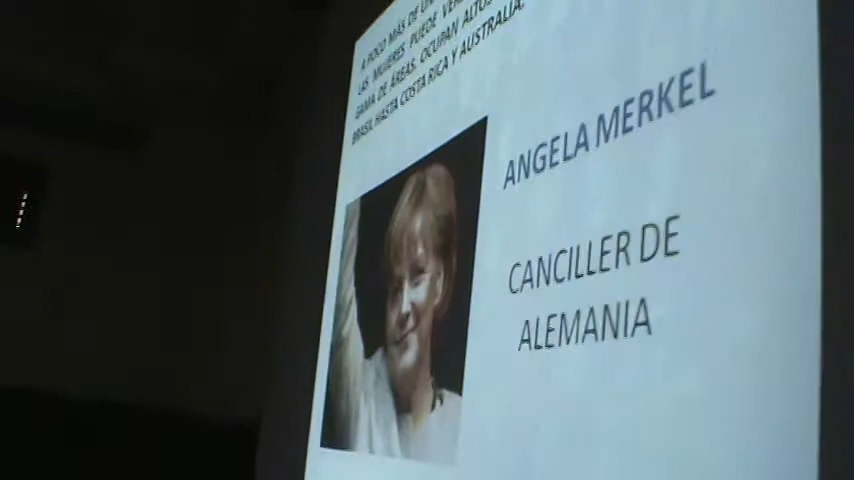 A POCO MÁS DE UN
LAS MUJERES PUEDE
GAMA DE ÁREAS. OCUPAN ALTOS
BRASIL HASTA COSTA RICA Y AUSTRALIA.
ANGELA MERKEL
CANCILLER DE
ALEMANIA